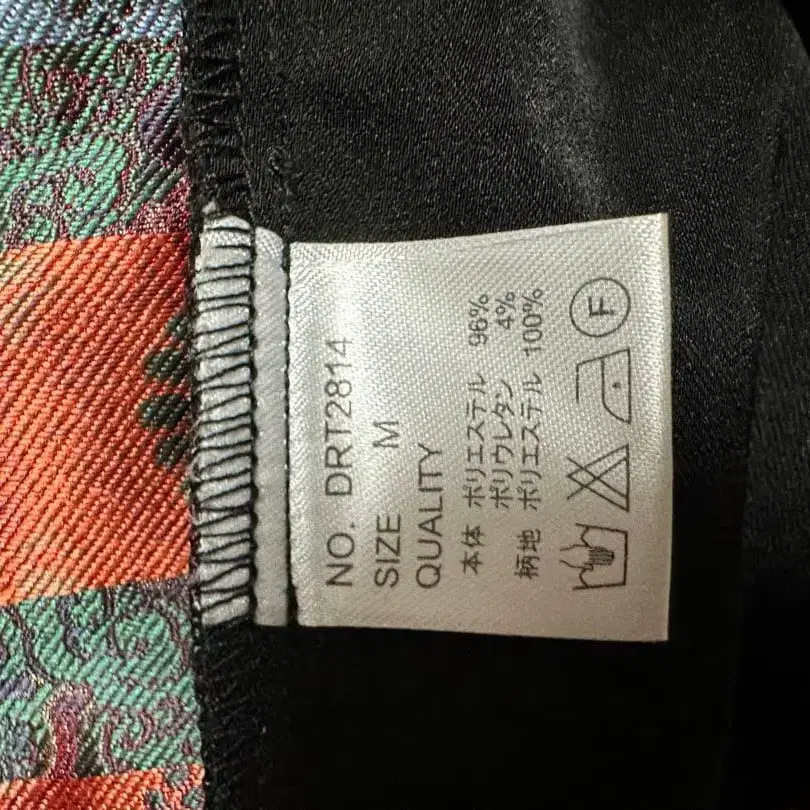 NO. DRT2814
SIZE M
QUALITY
本体 ポリエステル 96%
ポリウレタン 4%
柄地 ポリエステル 100%
F